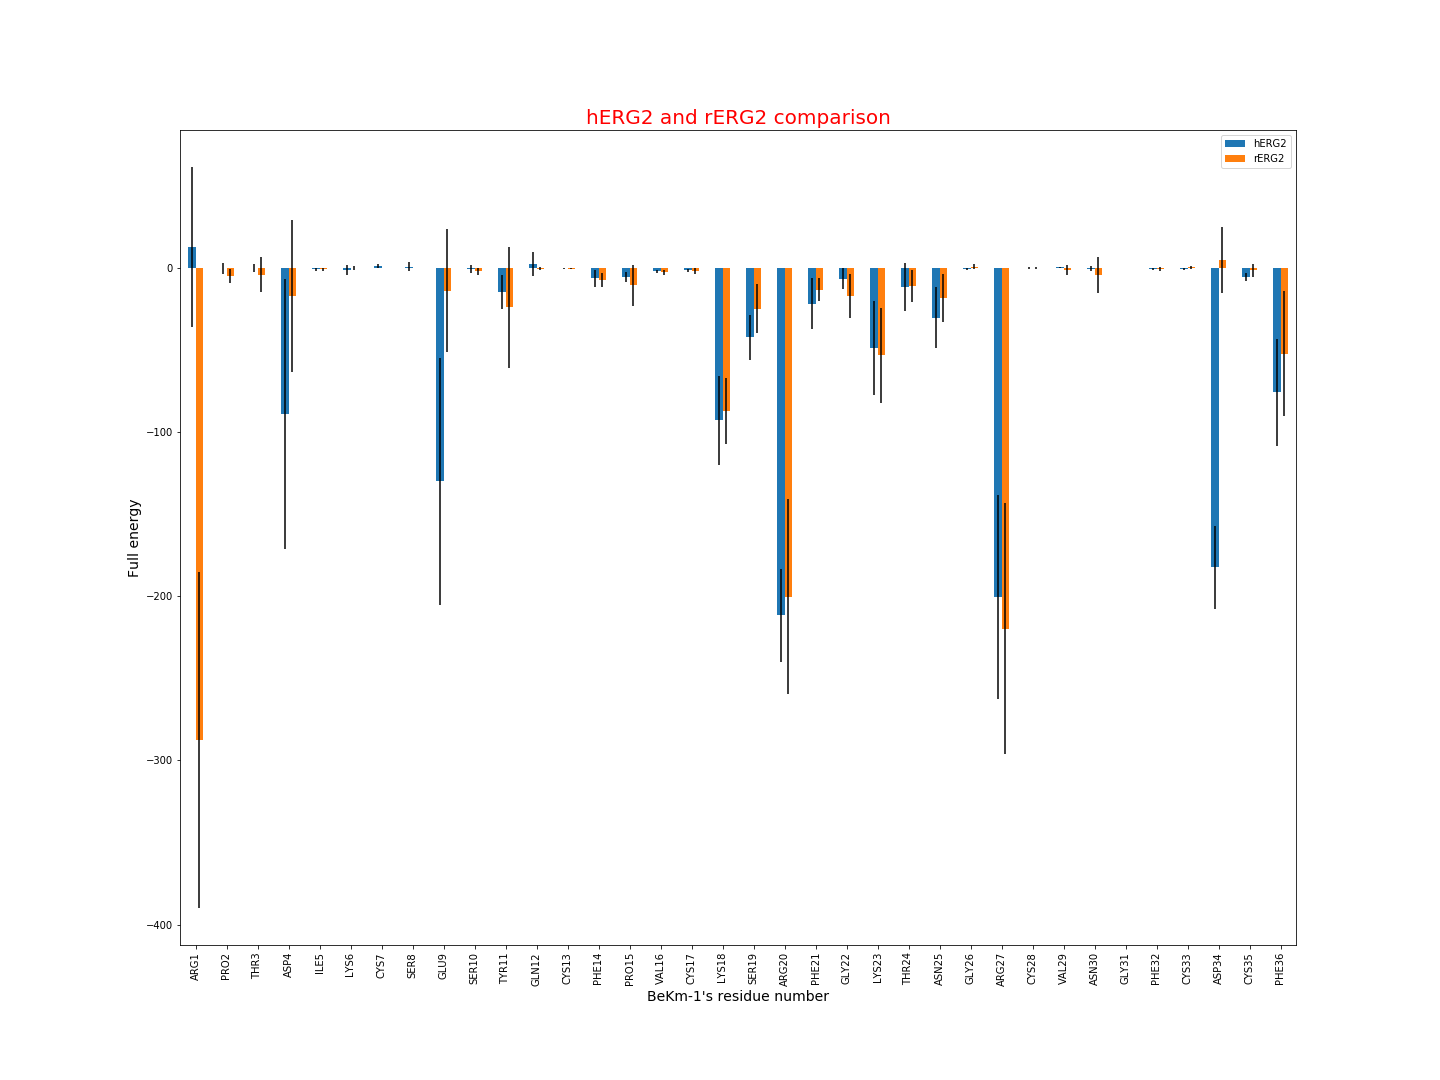 hERG2 and rERG2 comparison
hERG2
rERG2
0
−100
−200
−300
−400
Full energy
ARG1
PRO2
THR3
ASP4
ILE5
LYS6
CYS7
SER8
GLU9
SER10
TYR11
GLN12
CYS13
PHE14
PRO15
VAL16
CYS17
LYS18
SER19
ARG20
PHE21
GLY22
LYS23
THR24
ASN25
GLY26
ARG27
CYS28
VAL29
ASN30
GLY31
PHE32
CYS33
ASP34
CYS35
PHE36
BeKm-1's residue number